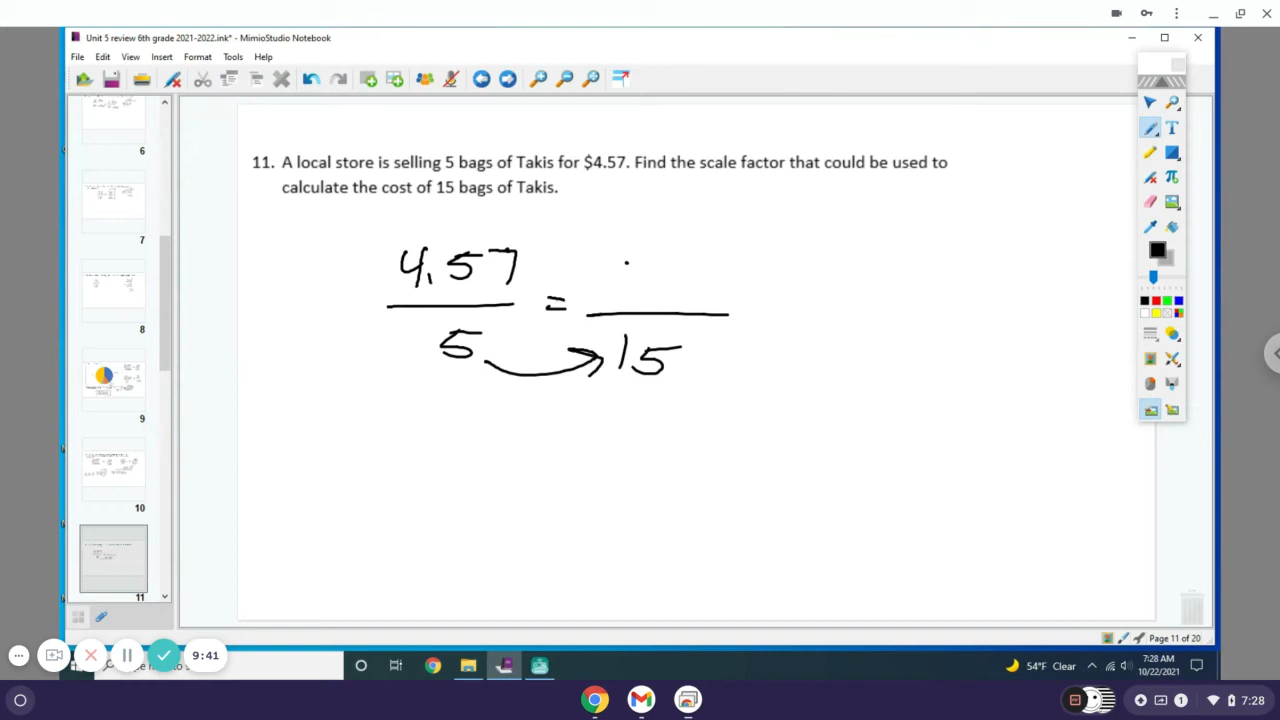 Unit 5 review 6th grade 2021-2022.ink* - MimioStudio Notebook
File Edit View Insert Format Tools Help
6
7
8
9
10
11
11. A local store is selling 5 bags of Takis for $4.57. Find the scale factor that could be used to
calculate the cost of 15 bags of Takis.
4.57
=
5 15
Page 11 of 20
9:41
54°F Clear
7:28 AM
10/22/2021
1
7:28